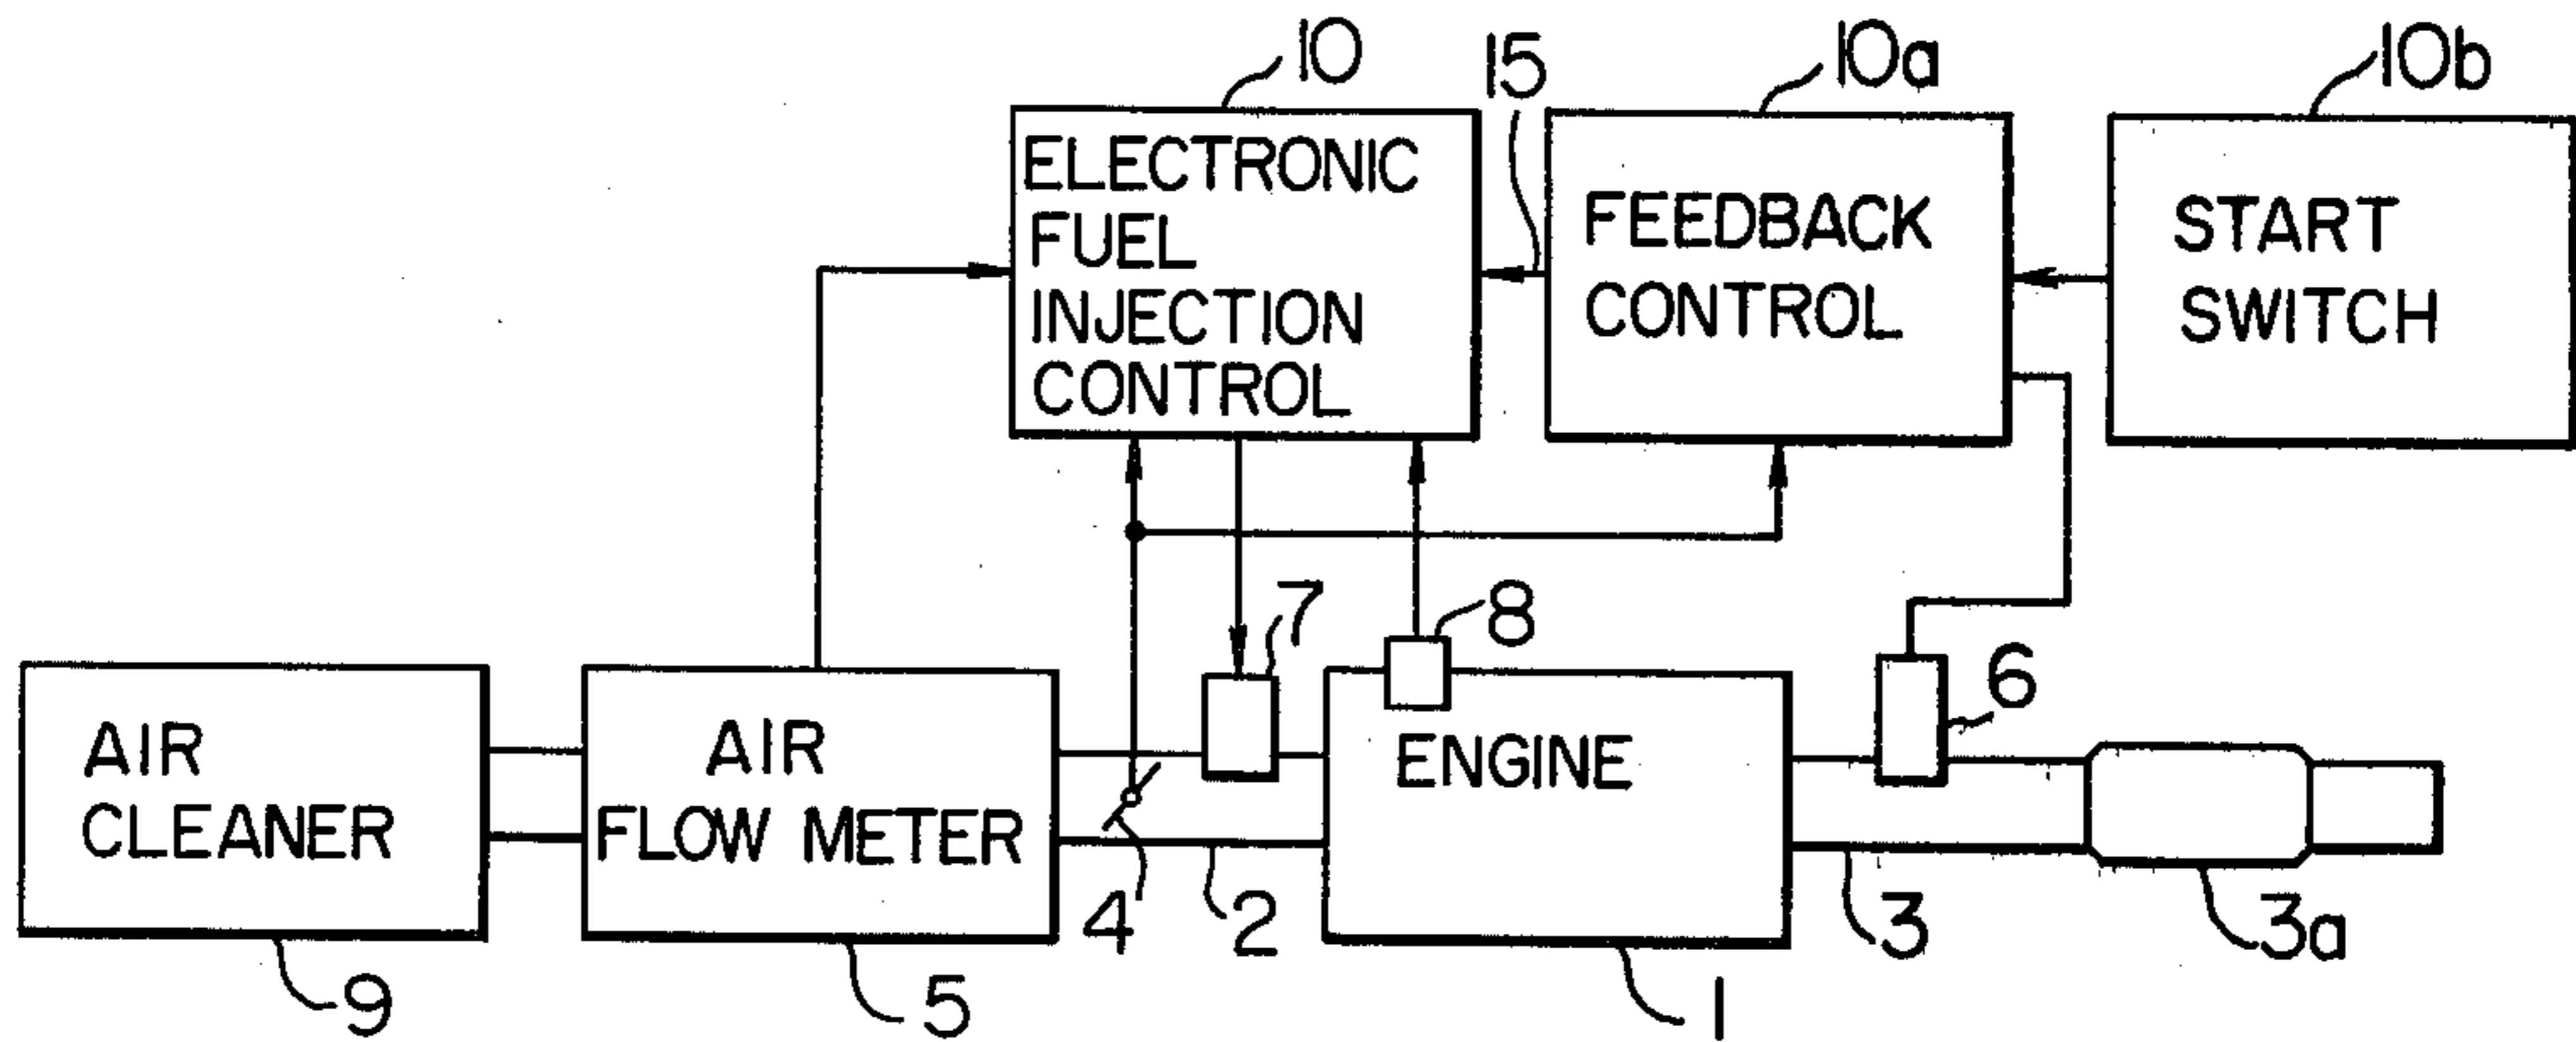 10
15
10a
10b
ELECTRONIC
FUEL
INJECTION
CONTROL
FEEDBACK
CONTROL
START
SWITCH
7
8
6
AIR
CLEANER
AIR
FLOW METER
ENGINE
4
2
3
3a
9
5
1